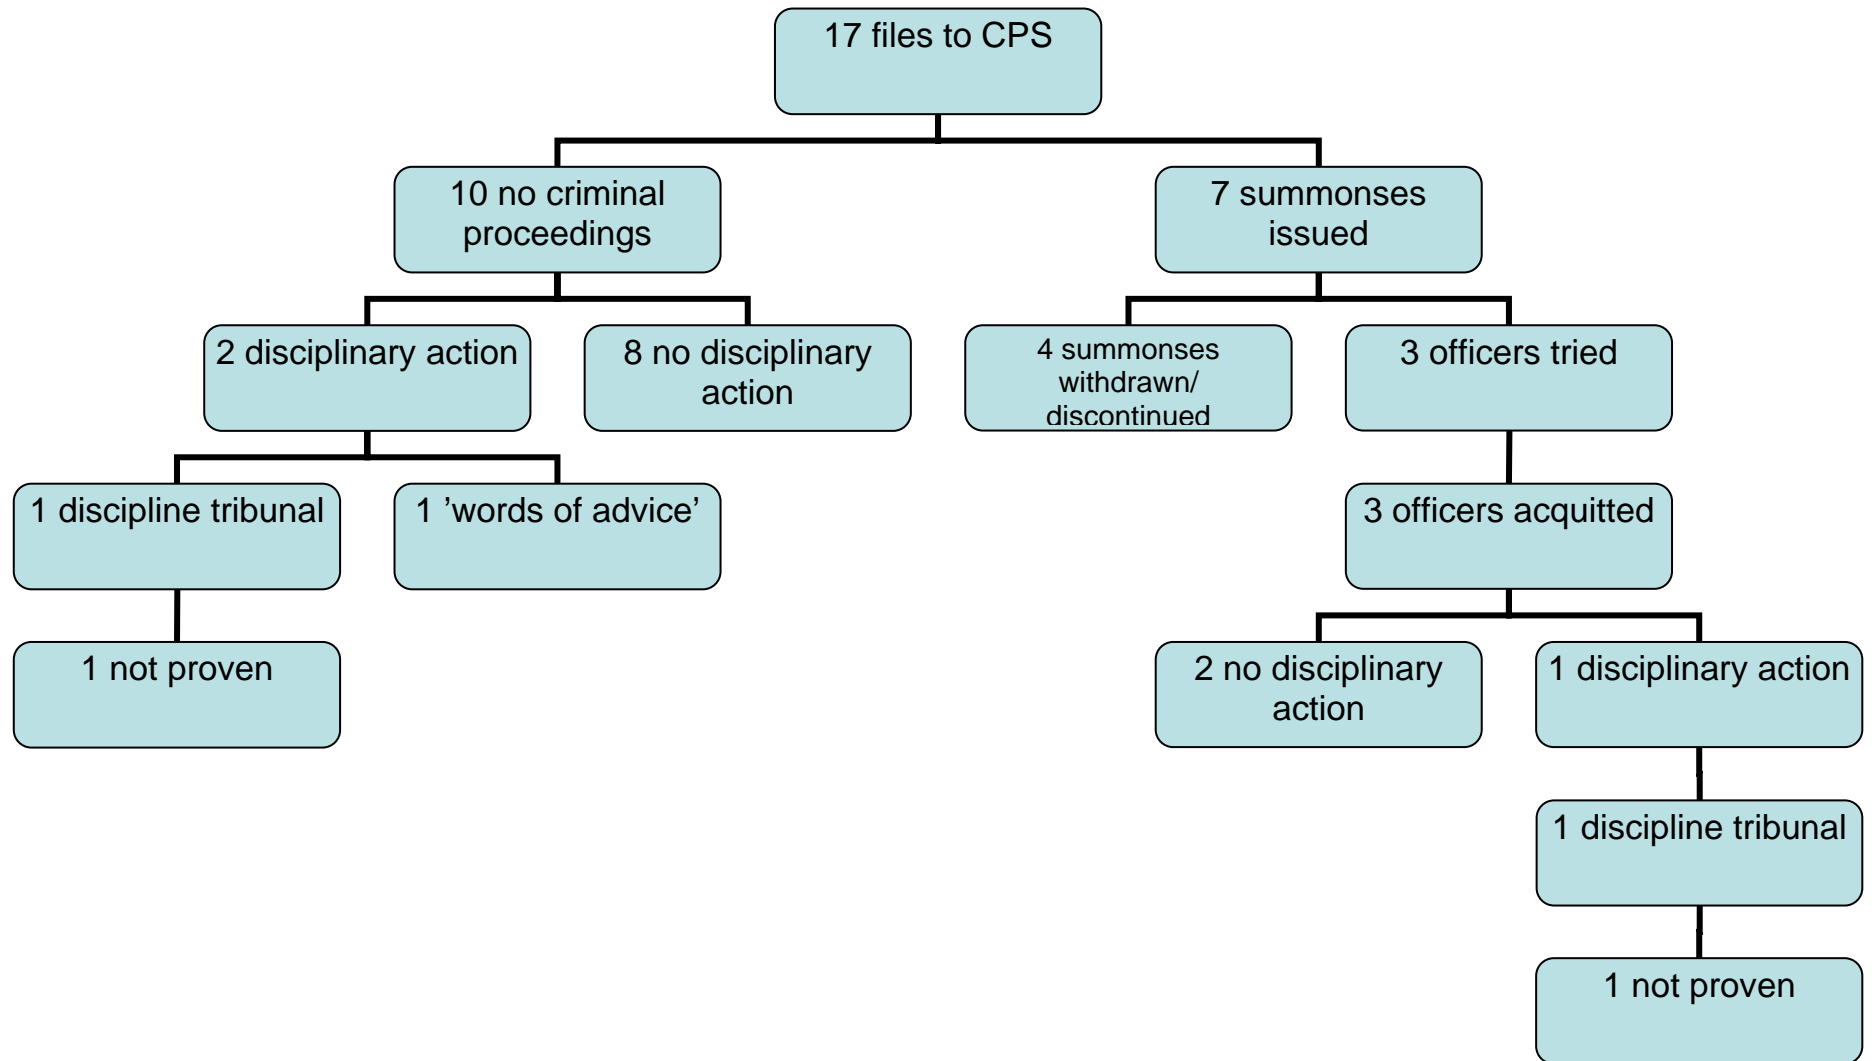 17 files to CPS
10 no criminal
proceedings
7 summonses
issued
2 disciplinary action
8 no disciplinary
action
4 summonses
withdrawn/
discontinued
3 officers tried
1 discipline tribunal
1 ’words of advice’
3 officers acquitted
1 not proven
2 no disciplinary
action
1 disciplinary action
1 discipline tribunal
1 not proven